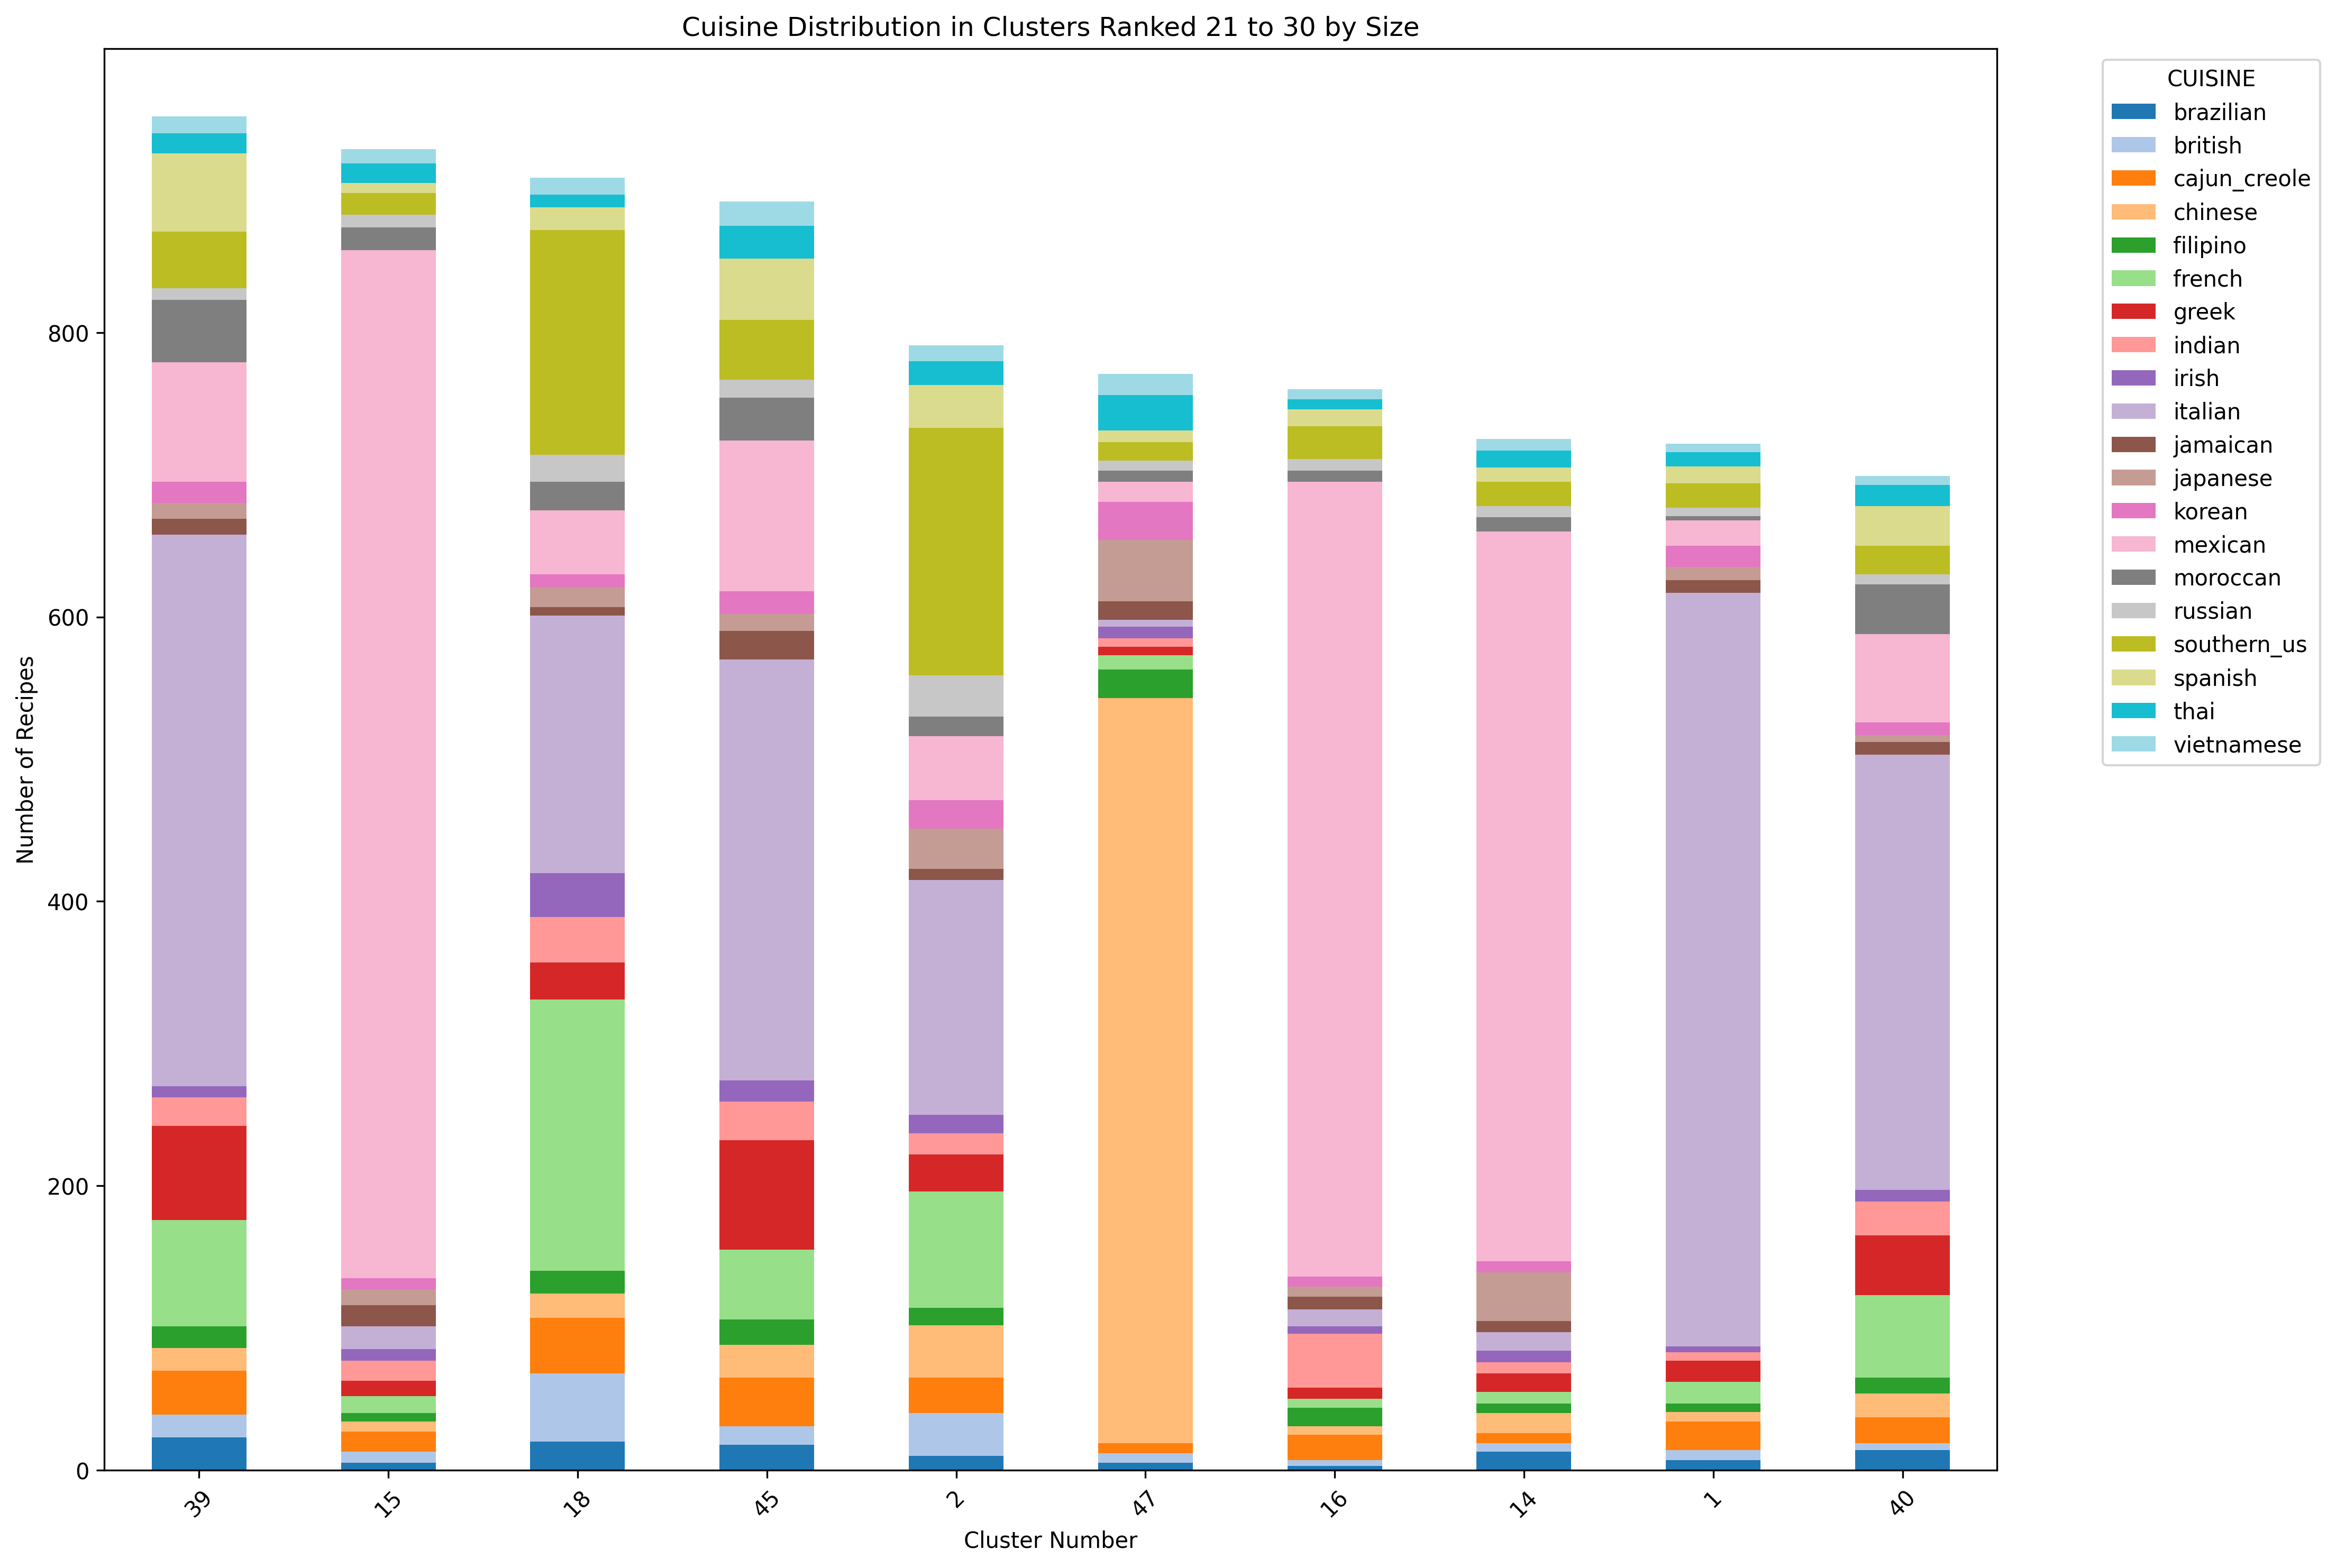 Cuisine Distribution in Clusters Ranked 21 to 30 by Size
Number of Recipes
800
600
400
200
0
39
15
18
45
2
47
16
14
1
40
Cluster Number
CUISINE
brazilian
british
cajun_creole
chinese
filipino
french
greek
indian
irish
italian
jamaican
japanese
korean
mexican
moroccan
russian
southern_us
spanish
thai
vietnamese